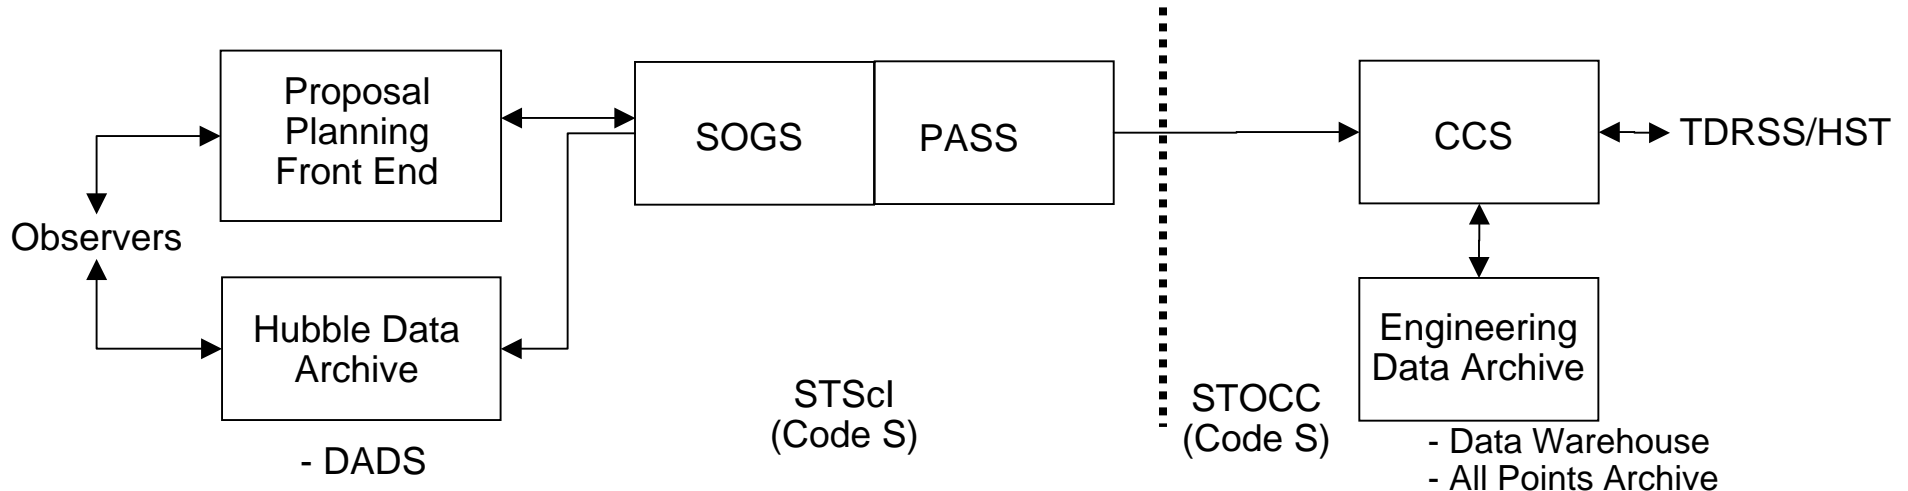 Proposal
Planning
Front End
SOGS
PASS
CCS
TDRSS/HST
Observers
Hubble Data
Archive
- DADS
STScI
(Code S)
STOCC
(Code S)
Engineering
Data Archive
- Data Warehouse
- All Points Archive